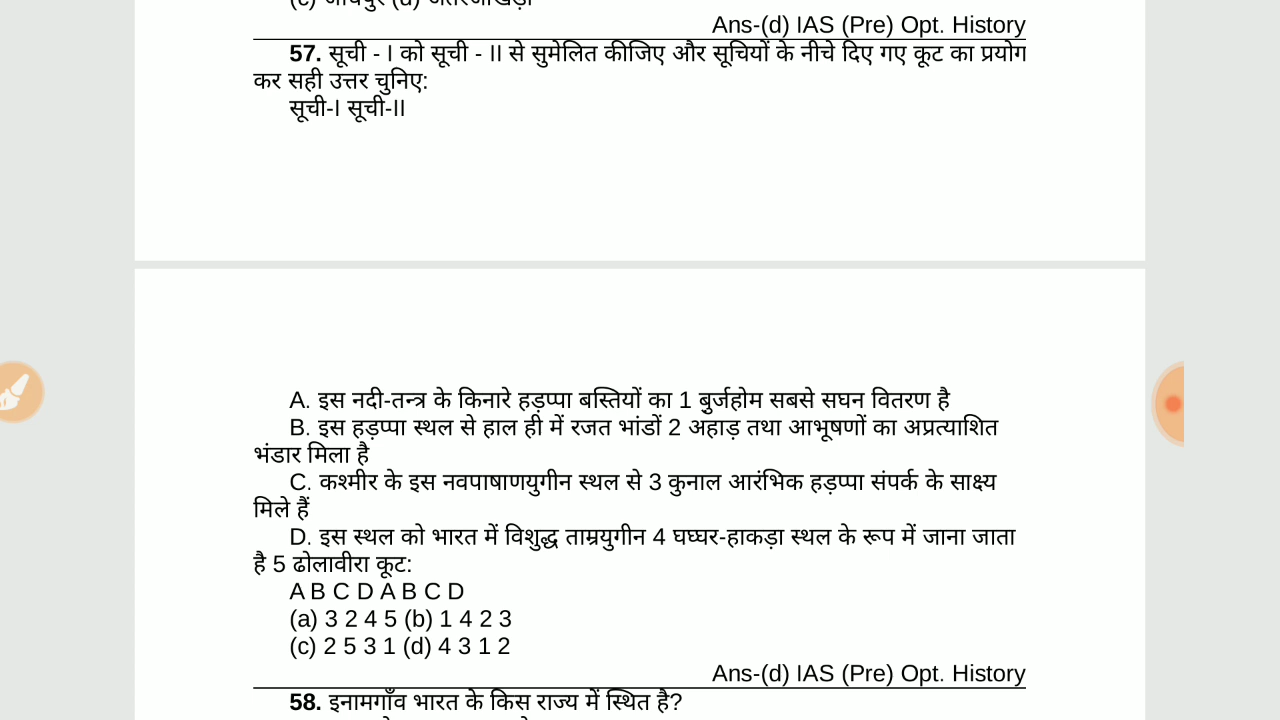 Ans-(d) IAS (Pre) Opt. History
57. सूची - I को सूची - II से सुमेलित कीजिए और सूचियों के नीचे दिए गए कूट का प्रयोग
कर सही उत्तर चुनिए:
सूची-I सूची-II
A. इस नदी-तन्त्र के किनारे हड़प्पा बस्तियों का 1 बुर्जहोम सबसे सघन वितरण है
B. इस हड़प्पा स्थल से हाल ही में रजत भांडों 2 अहाड़ तथा आभूषणों का अप्रत्याशित
भंडार मिला है
C. कश्मीर के इस नवपाषाणयुगीन स्थल से 3 कुनाल आरंभिक हड़प्पा संपर्क के साक्ष्य
मिले हैं
D. इस स्थल को भारत में विशुद्ध ताम्रयुगीन 4 घघ्घर-हाकड़ा स्थल के रूप में जाना जाता
है 5 ढोलावीरा कूट:
A B C D A B C D
(a) 3 2 4 5 (b) 1 4 2 3
(c) 2 5 3 1 (d) 4 3 1 2
Ans-(d) IAS (Pre) Opt. History
58. इनामगाँव भारत के किस राज्य में स्थित है?